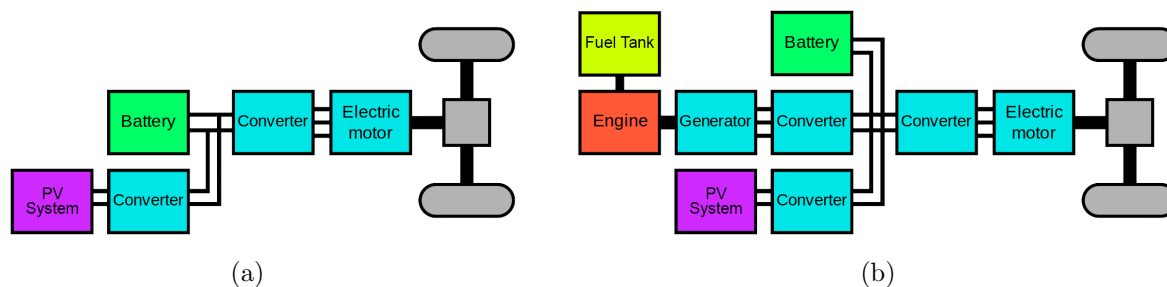 Battery
Converter
Electric
motor
PV
System
Converter
(a)
Fuel Tank
Battery
Engine
Generator
Converter
Converter
Electric
motor
PV
System
Converter
(b)